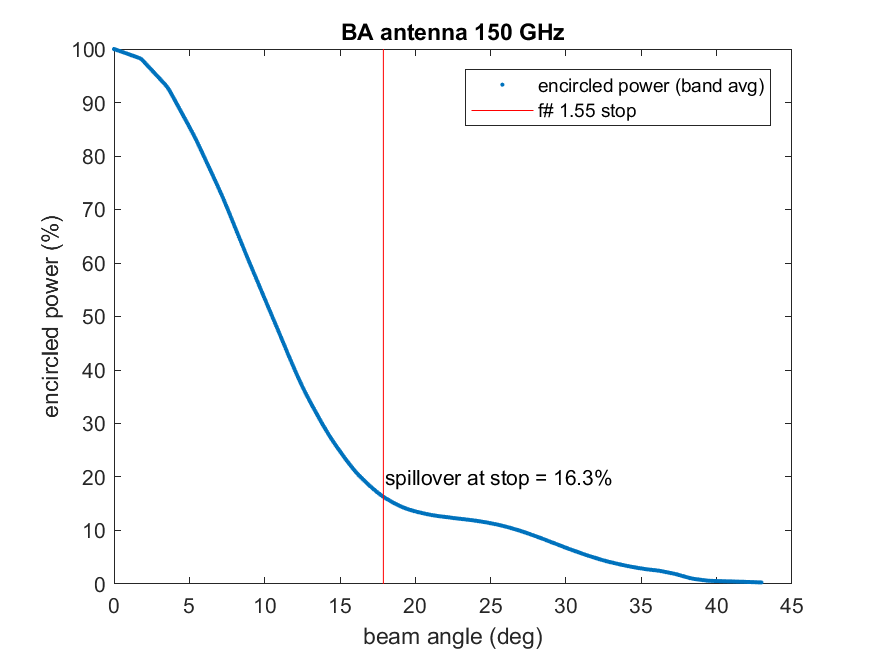 BA antenna 150 GHz
100
90
80
70
60
50
40
30
20
10
0
encircled power (%)
encircled power (band avg)
f# 1.55 stop
spillover at stop = 16.3%
0 5 10 15 20 25 30 35 40 45
beam angle (deg)